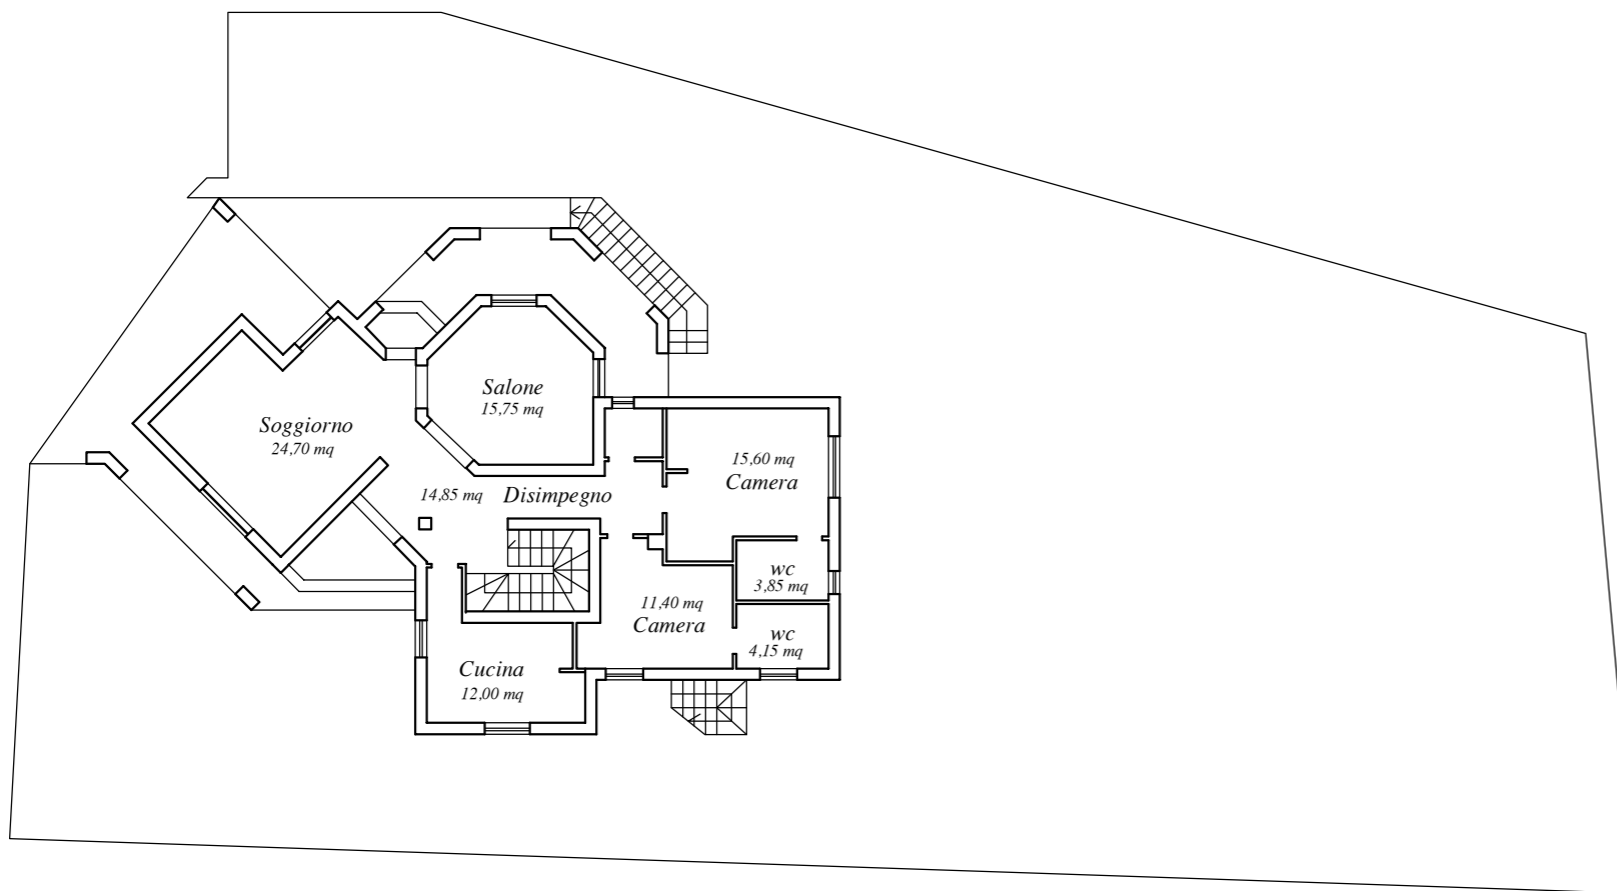 Salone
15,75 mq
Soggiorno
24,70 mq
15,60 mq
Camera
14,85 mq Disimpegno
wc
3,85 mq
11,40 mq
Camera
wc
4,15 mq
Cucina
12,00 mq